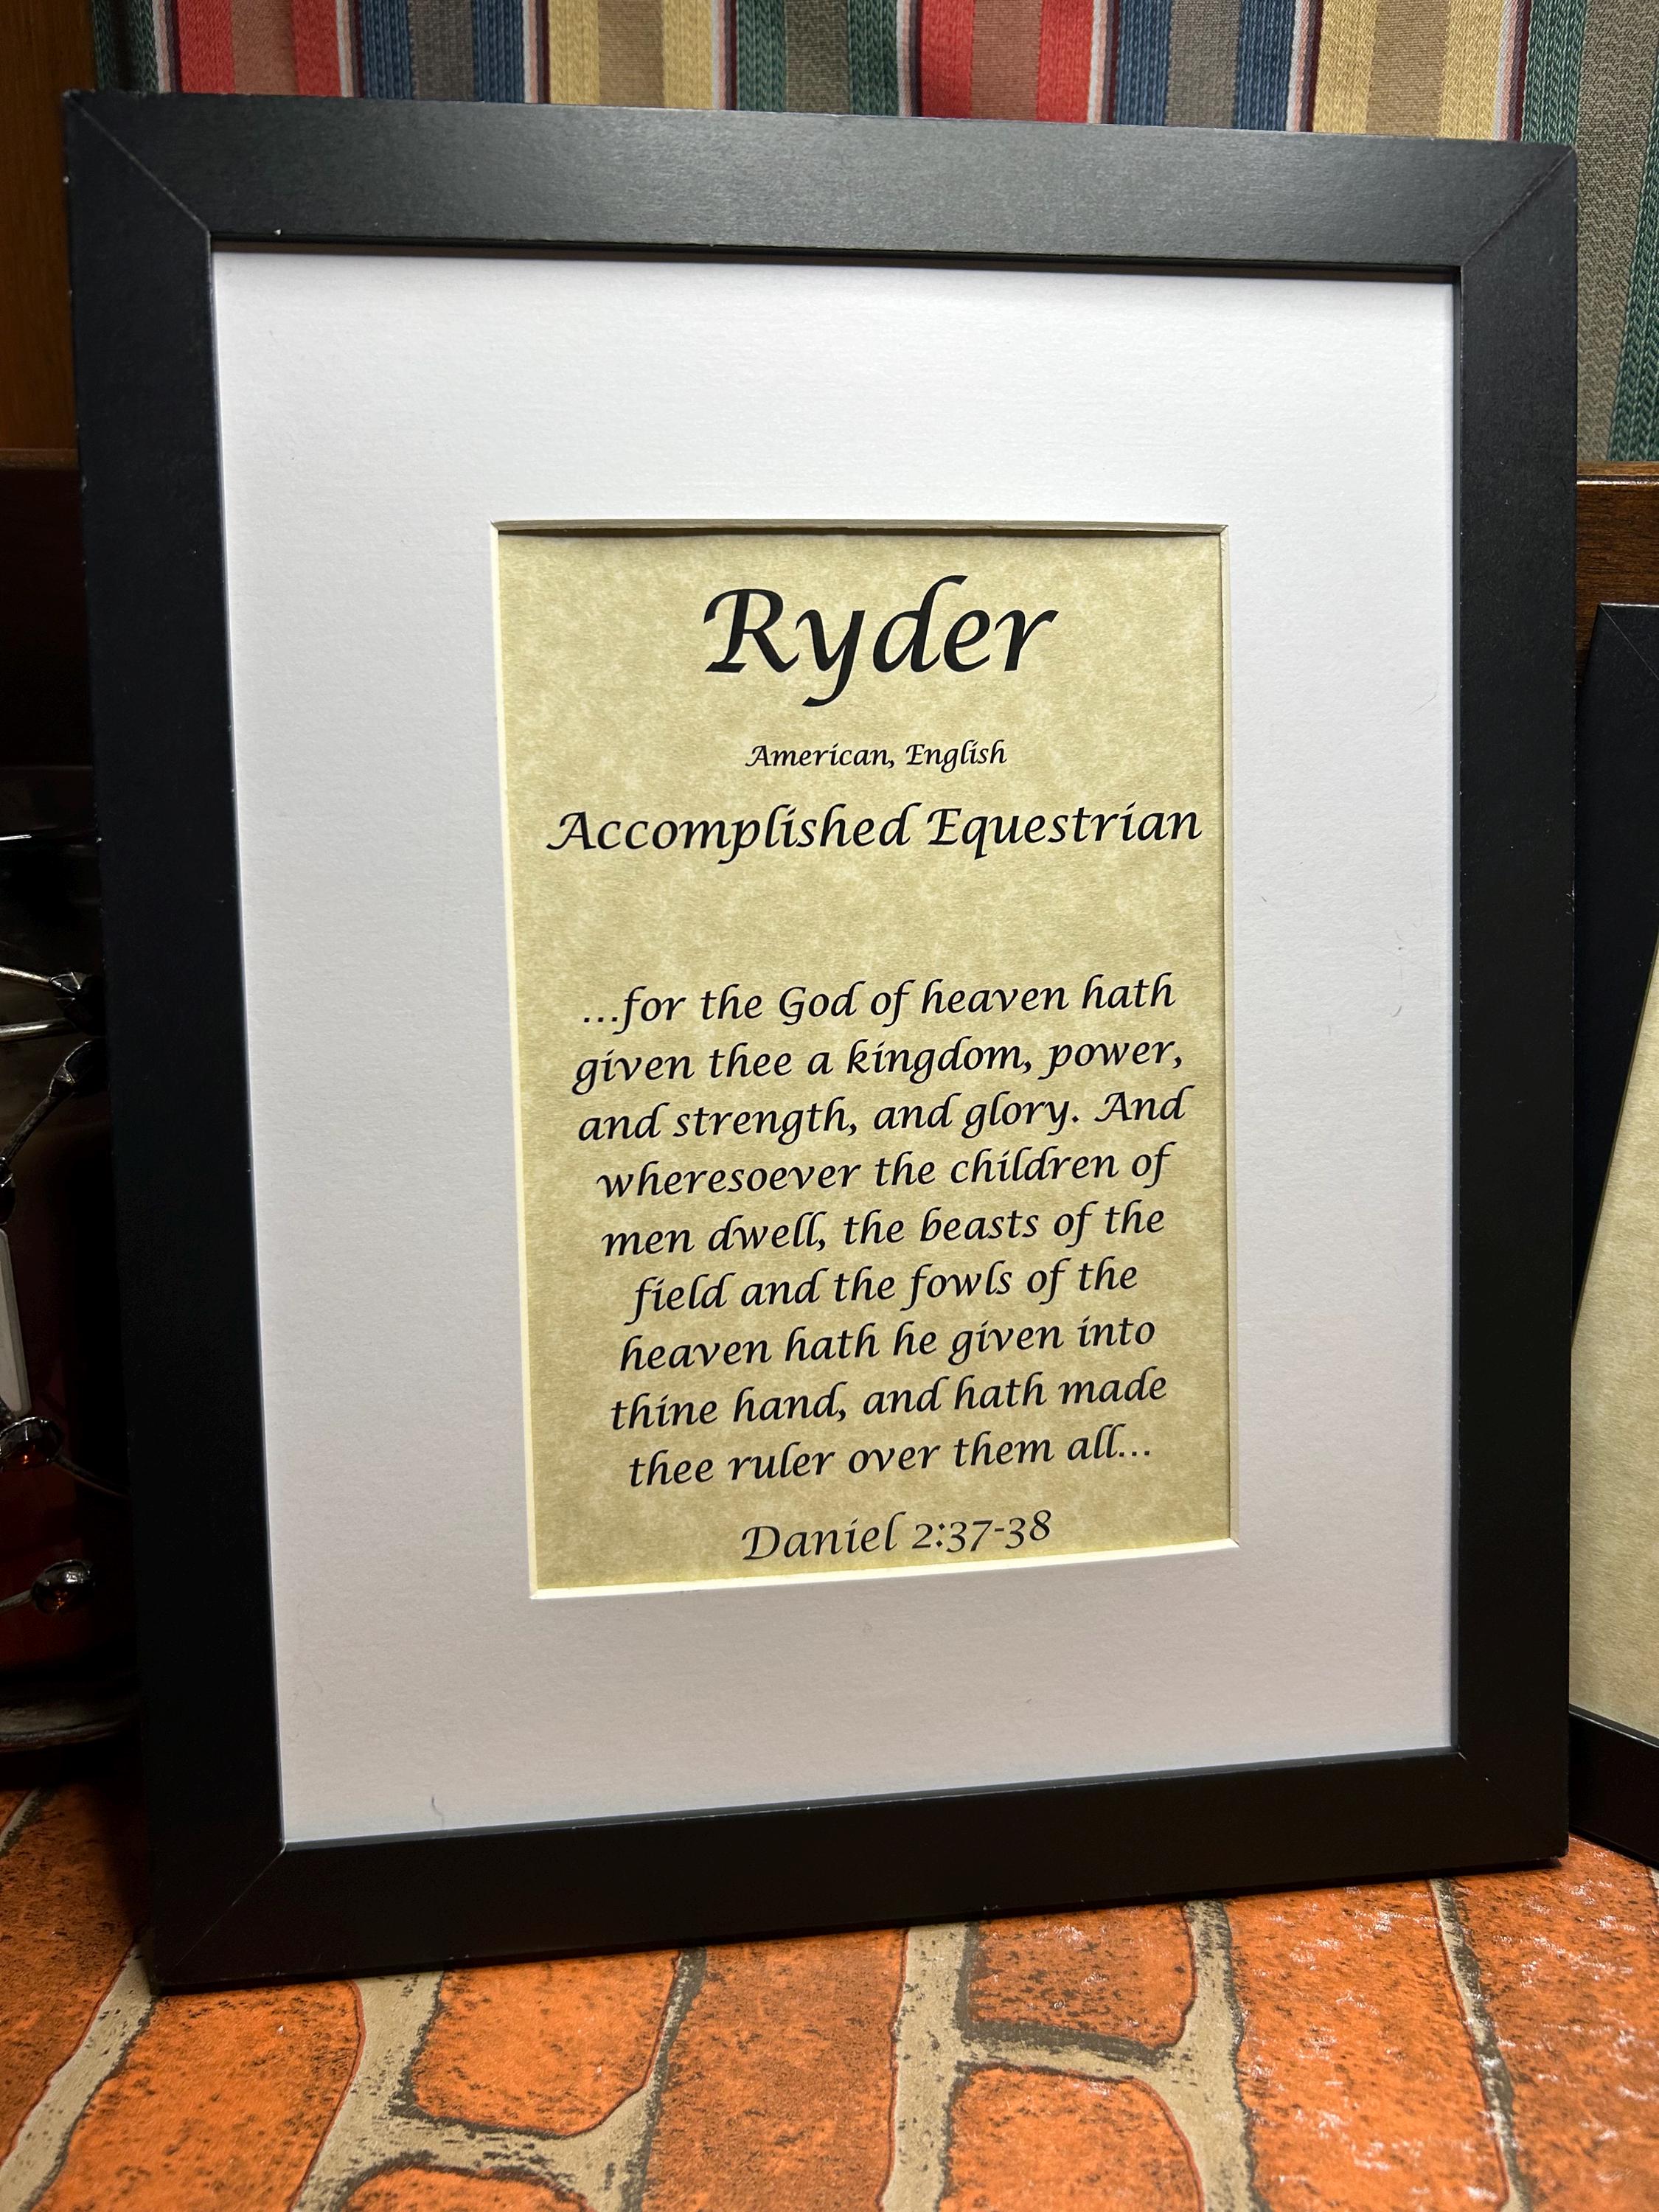 Ryder
American, English
Accomplished Equestrian
...for the God of heaven hath
given thee a kingdom, power,
and strength, and glory. And
wheresoever the children of
men dwell, the beasts of the
field and the fowls of the
heaven hath he given into
thine hand, and hath made
thee ruler over them all...
Daniel 2:37-38